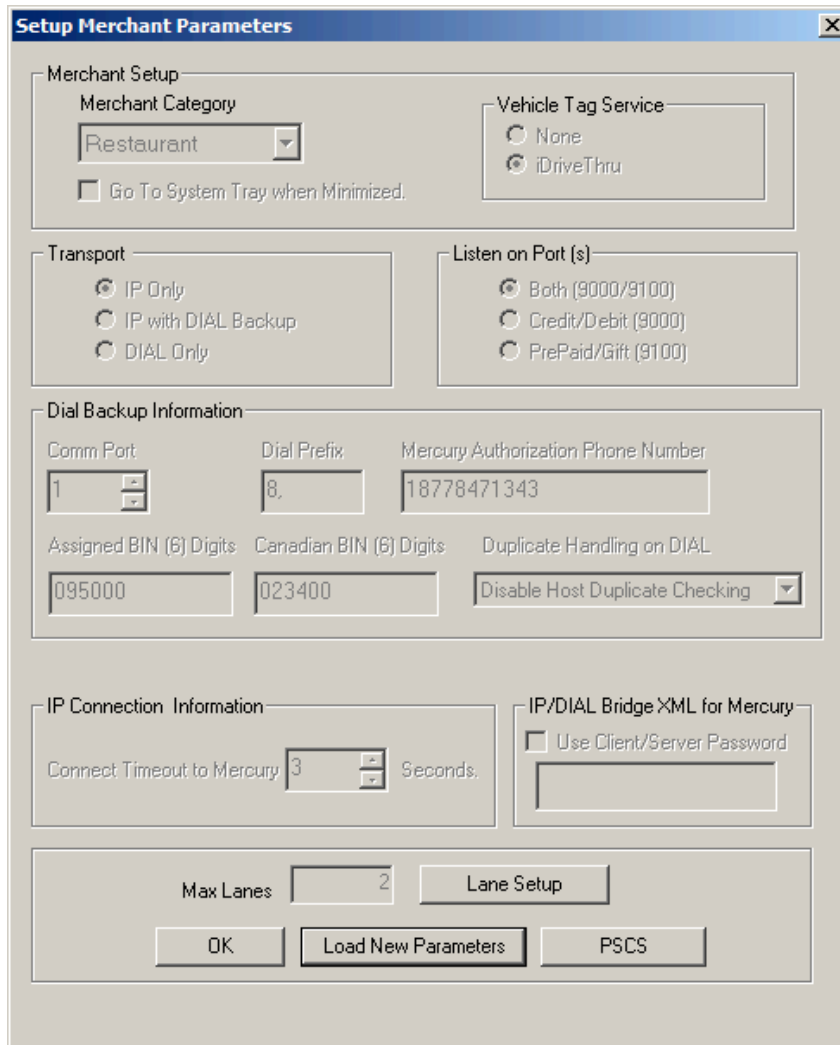 Setup Merchant Parameters
Merchant Setup
Merchant Category
Restaurant
Go To System Tray when Minimized.
Vehicle Tag Service
None
iDriveThru
Transport
IP Only
IP with DIAL Backup
DIAL Only
Listen on Port (s)
Both (9000/9100)
Credit/Debit (9000)
PrePaid/Gift (9100)
Dial Backup Information
Comm Port
1
Dial Prefix
8,
Mercury Authorization Phone Number
18778471343
Assigned BIN (6) Digits
095000
Canadian BIN (6) Digits
023400
Duplicate Handling on DIAL
Disable Host Duplicate Checking
IP Connection Information
Connect Timeout to Mercury 3 Seconds.
IP/DIAL Bridge XML for Mercury
Use Client/Server Password
Max Lanes 2 Lane Setup
OK Load New Parameters PSCS